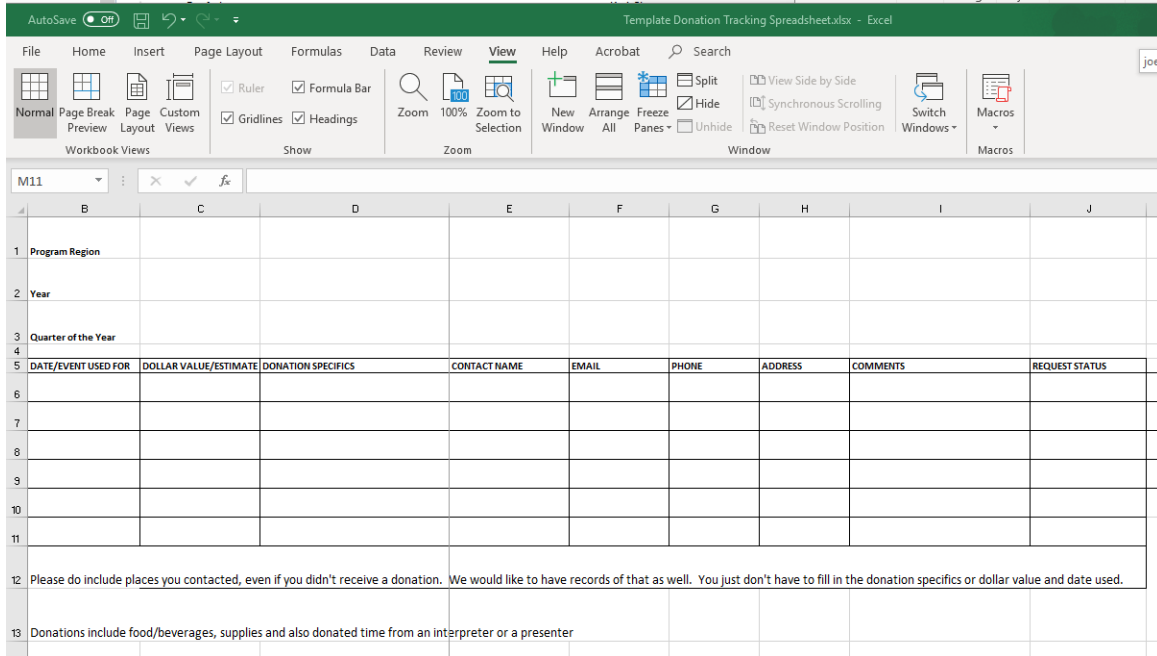 AutoSave Off Template Donation Tracking Spreadsheet.xlsx - Excel
File Home Insert Page Layout Formulas Data Review View Help Acrobat Search
joe
Ruler Formula Bar
Gridlines Headings
Normal Page Break Preview Page Layout Custom Views
Zoom 100% Zoom to Selection
100
New Window Arrange All Freeze Panes
Split
Hide
Unhide
View Side by Side
Synchronous Scrolling
Reset Window Position
Switch Windows
Macros
Workbook Views Show Zoom Window Macros
M11 fx
B C D E F G H I J
1 Program Region
2 Year
3 Quarter of the Year
4
5 DATE/EVENT USED FOR DOLLAR VALUE/ESTIMATE DONATION SPECIFICS CONTACT NAME EMAIL PHONE ADDRESS COMMENTS REQUEST STATUS
6
7
8
9
10
11
12 Please do include places you contacted, even if you didn't receive a donation. We would like to have records of that as well. You just don't have to fill in the donation specifics or dollar value and date used.
13 Donations include food/beverages, supplies and also donated time from an interpreter or a presenter